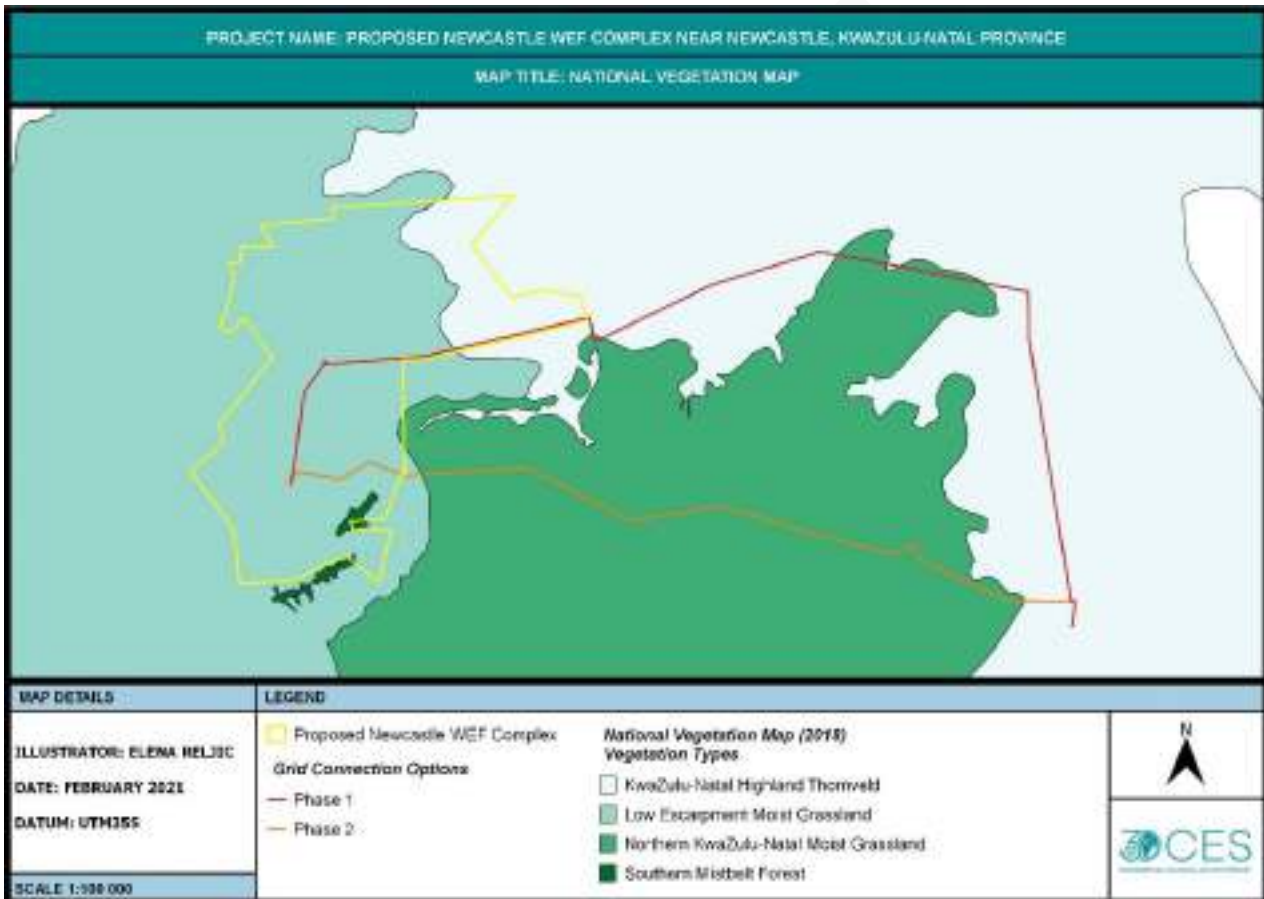 PROJECT NAME: PROPOSED NEWCASTLE WEF COMPLEX NEAR NEWCASTLE, KWAZULU-NATAL PROVINCE
MAP TITLE: NATIONAL VEGETATION MAP
MAP DETAILS
ILLUSTRATOR: ELENA RELJIC
DATE: FEBRUARY 2021
DATUM: UTM35S
SCALE 1:100 000
LEGEND
Proposed Newcastle WEF Complex
Grid Connection Options
Phase 1
Phase 2
National Vegetation Map (2018)
Vegetation Types
KwaZulu-Natal Highland Thornveld
Low Escarpment Moist Grassland
Northern KwaZulu-Natal Moist Grassland
Southern Mistbelt Forest
N
CES